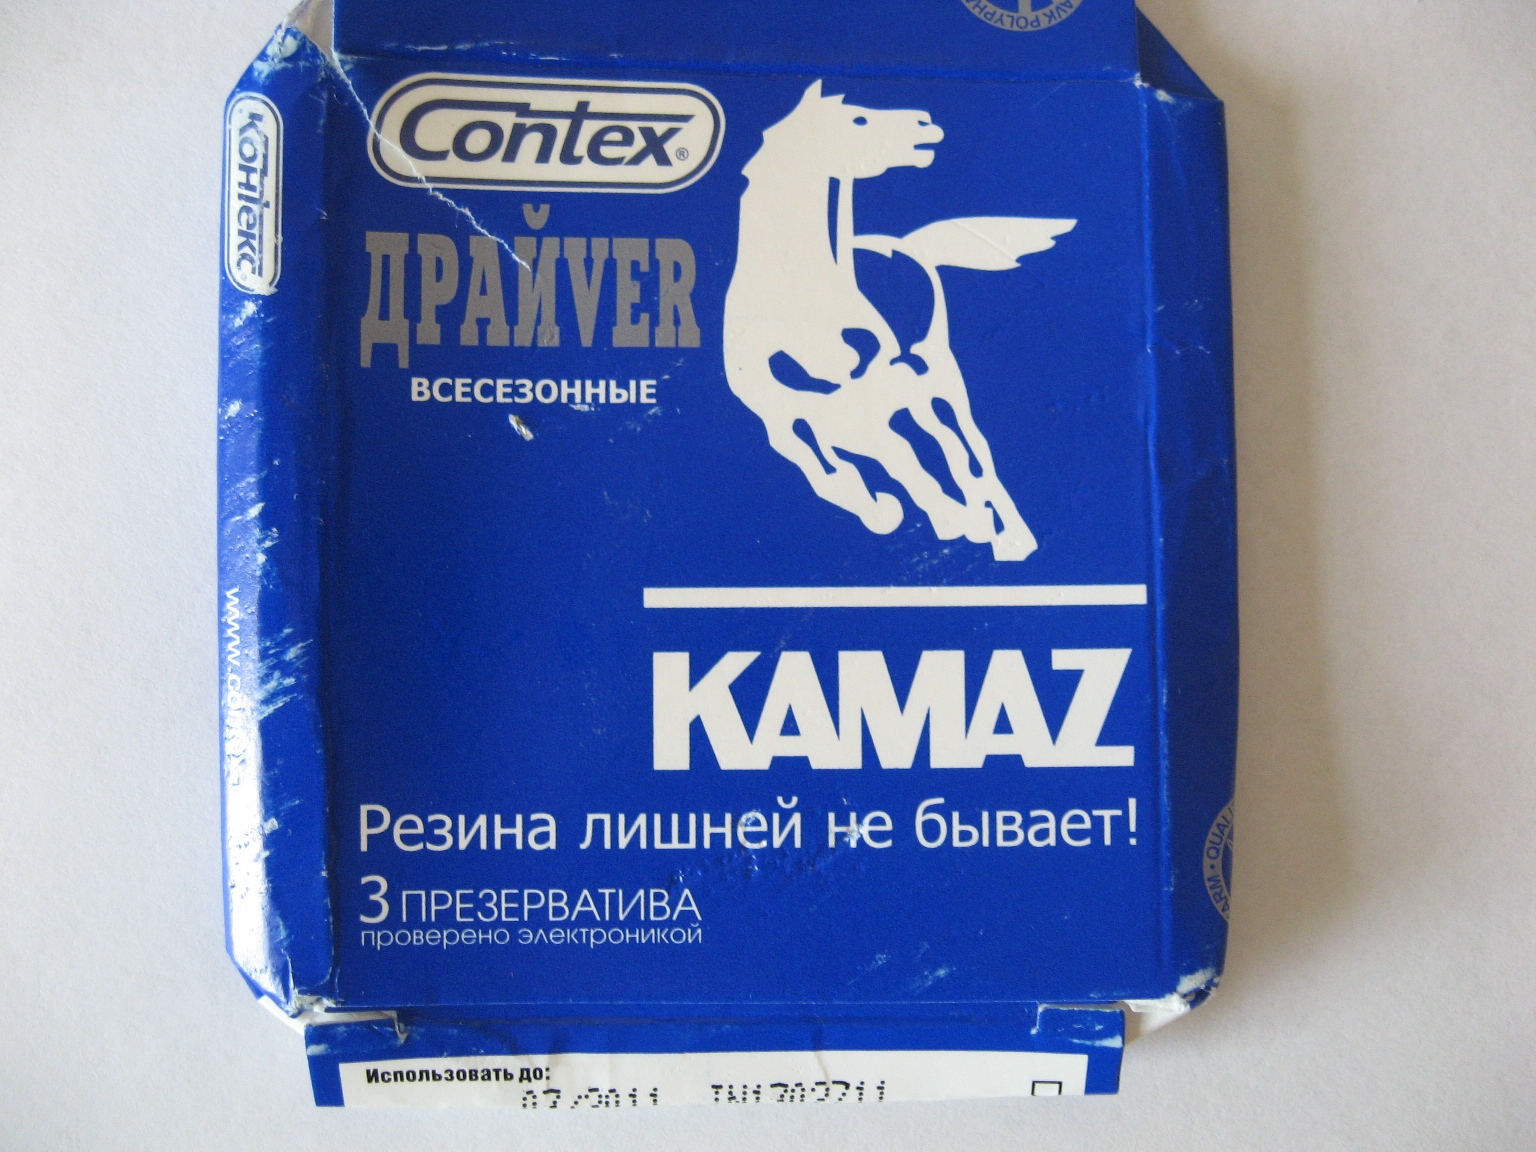 Contex®
ДРАЙVER
ВСЕСЕЗОННЫЕ
Контекс
KAMAZ
Резина лишней не бывает!
3 ПРЕЗЕРВАТИВА
проверено электроникой
Использовать до: